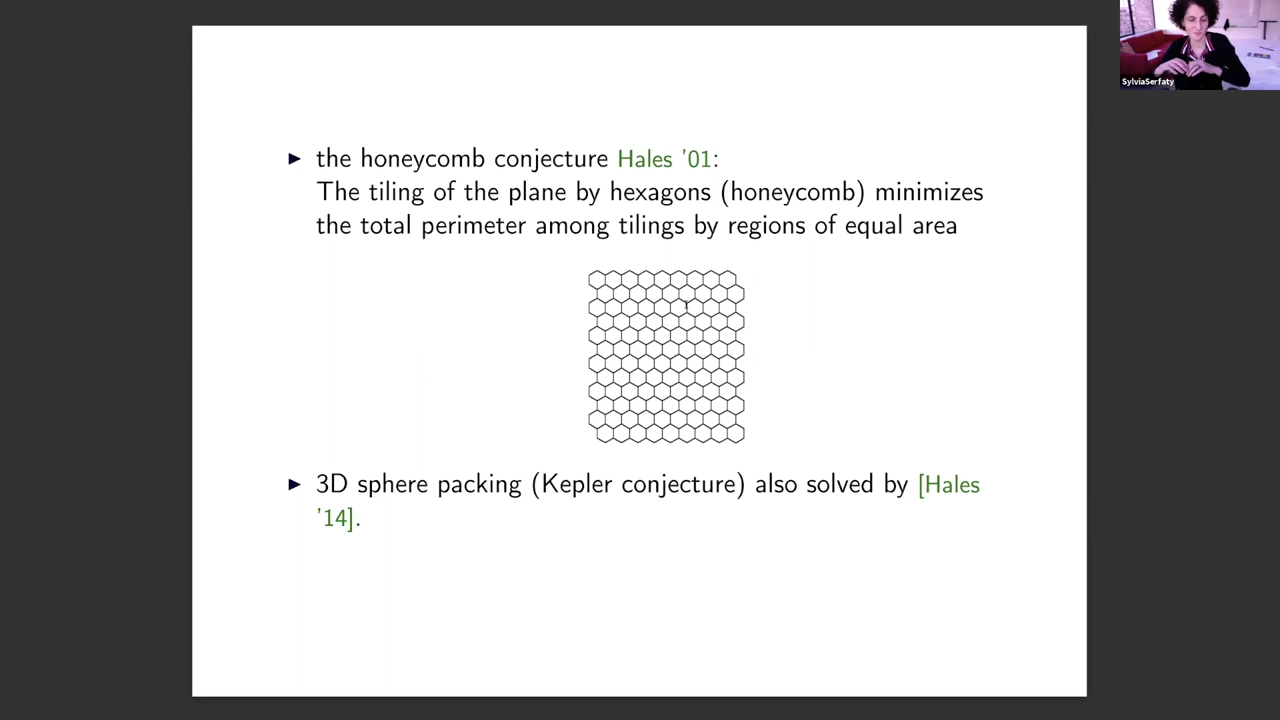 SylviaSerfaty
▶ the honeycomb conjecture Hales '01:
The tiling of the plane by hexagons (honeycomb) minimizes
the total perimeter among tilings by regions of equal area
▶ 3D sphere packing (Kepler conjecture) also solved by [Hales
'14].